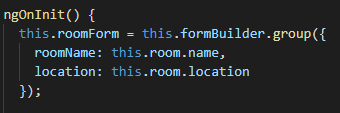 ngOnInit() {
this.roomForm = this.formBuilder.group({
roomName: this.room.name,
location: this.room.location
});